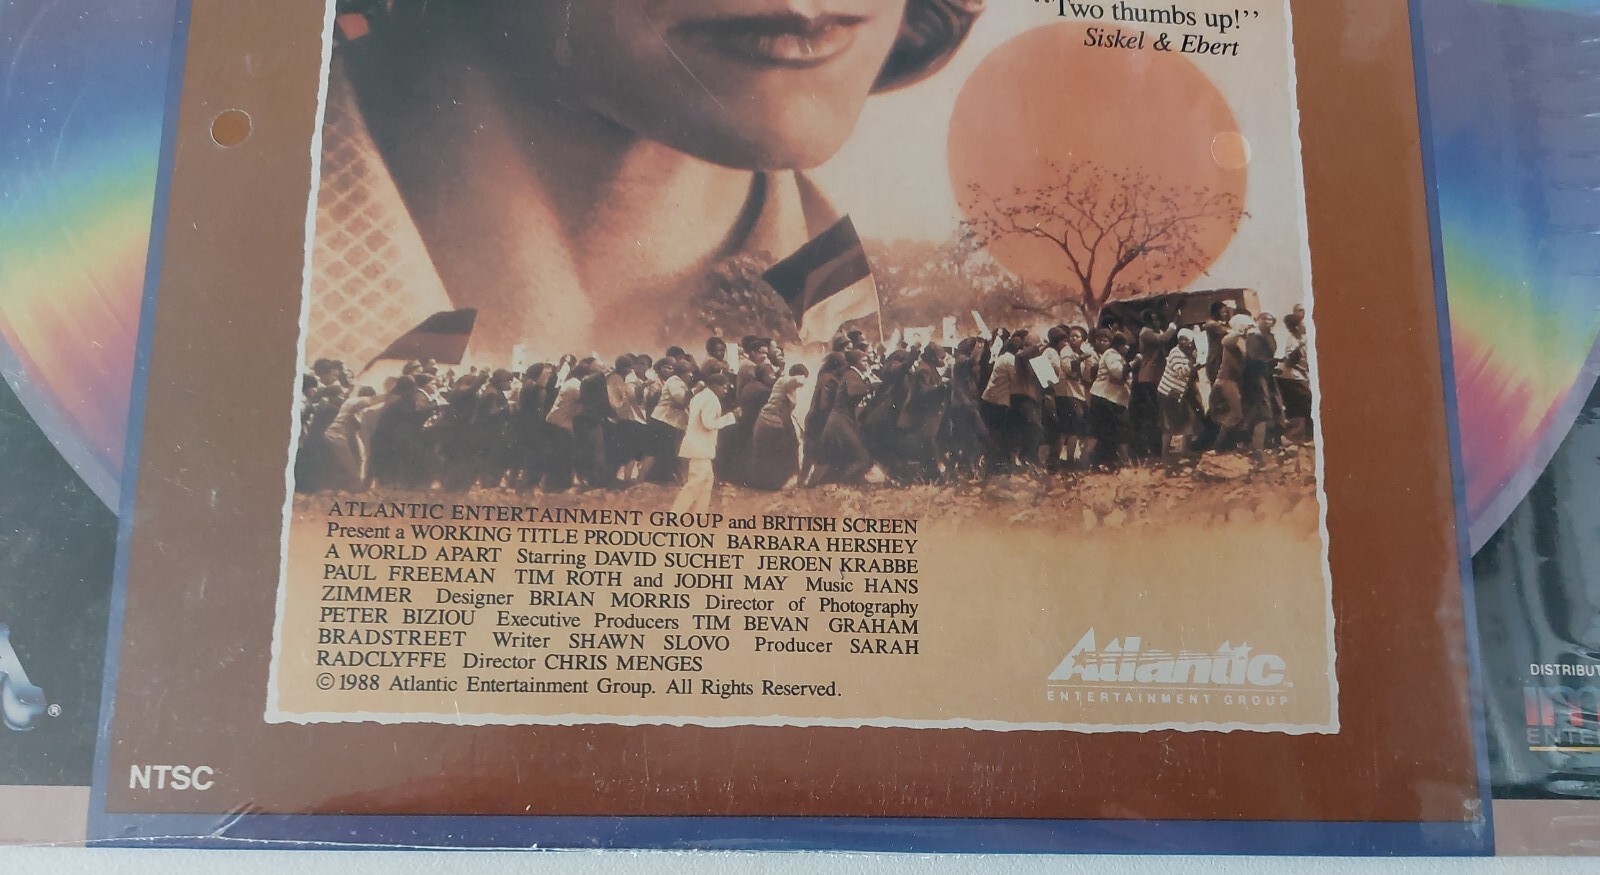 "Two thumbs up!"
Siskel & Ebert
ATLANTIC ENTERTAINMENT GROUP and BRITISH SCREEN
Present a WORKING TITLE PRODUCTION BARBARA HERSHEY
A WORLD APART Starring DAVID SUCHET JEROEN KRABBE
PAUL FREEMAN TIM ROTH and JODHI MAY Music HANS
ZIMMER Designer BRIAN MORRIS Director of Photography
PETER BIZIOU Executive Producers TIM BEVAN GRAHAM
BRADSTREET Writer SHAWN SLOVO Producer SARAH
RADCLYFFE Director CHRIS MENGES
©1988 Atlantic Entertainment Group. All Rights Reserved.
Atlantic™
ENTERTAINMENT GROUP
®
DISTRIBUT
ENTE
NTSC